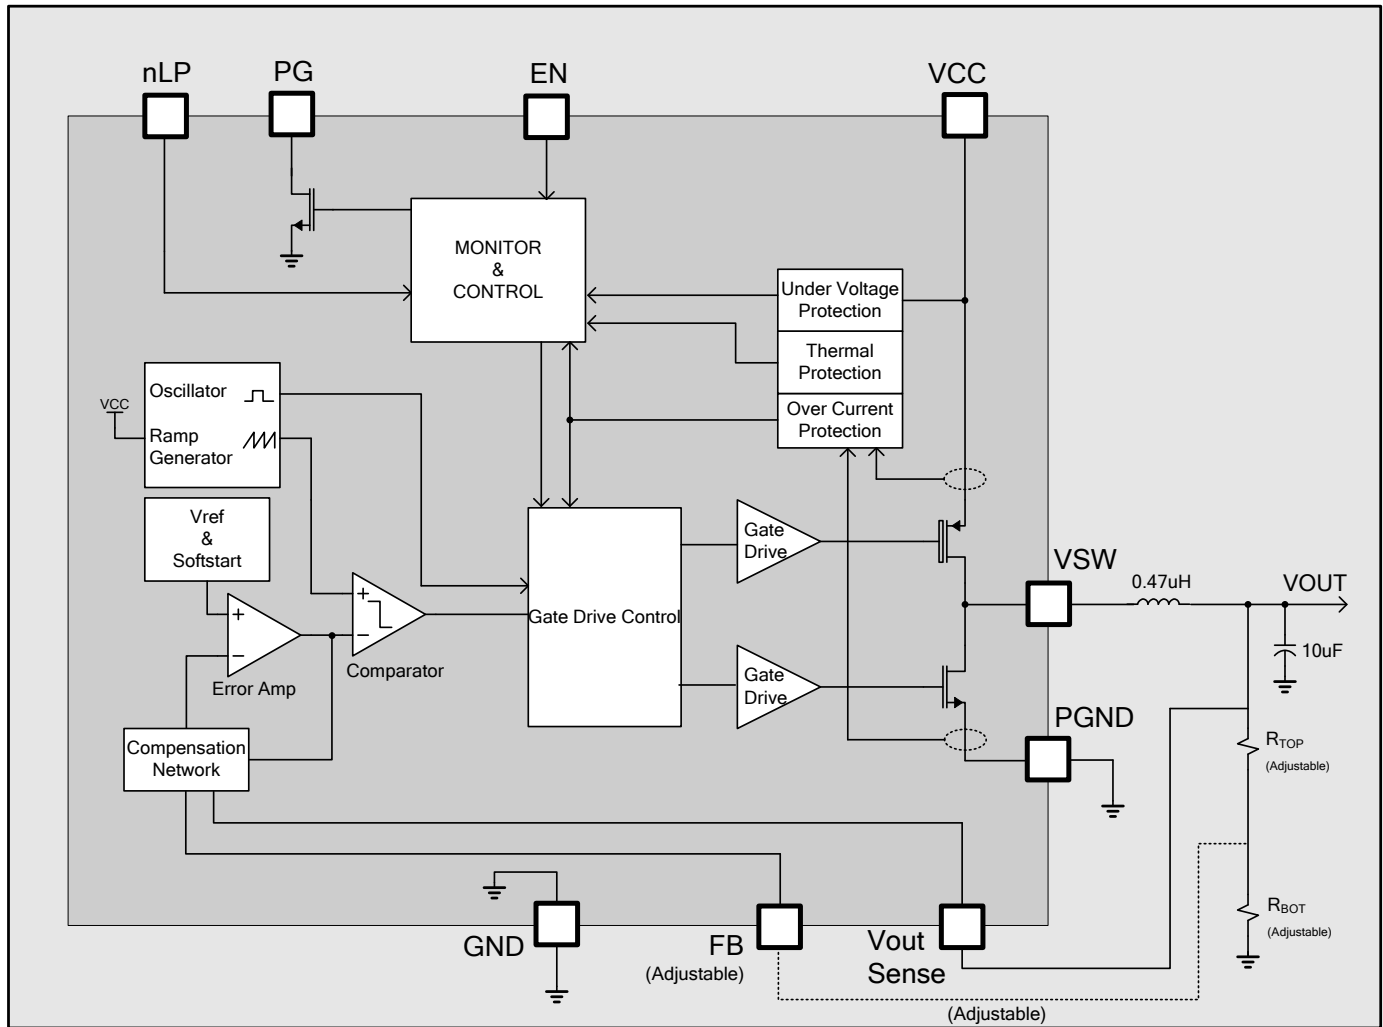 nLP
PG
EN
VCC
MONITOR
&
CONTROL
Under Voltage
Protection
Thermal
Protection
Over Current
Protection
Oscillator
VCC
Ramp
Generator
Vref
&
Softstart
+
−
Error Amp
+
−
Comparator
Gate Drive Control
Gate
Drive
Gate
Drive
VSW
0.47uH
VOUT
10uF
PGND
RTOP
(Adjustable)
Compensation
Network
RBOT
(Adjustable)
GND
FB
(Adjustable)
Vout
Sense
(Adjustable)